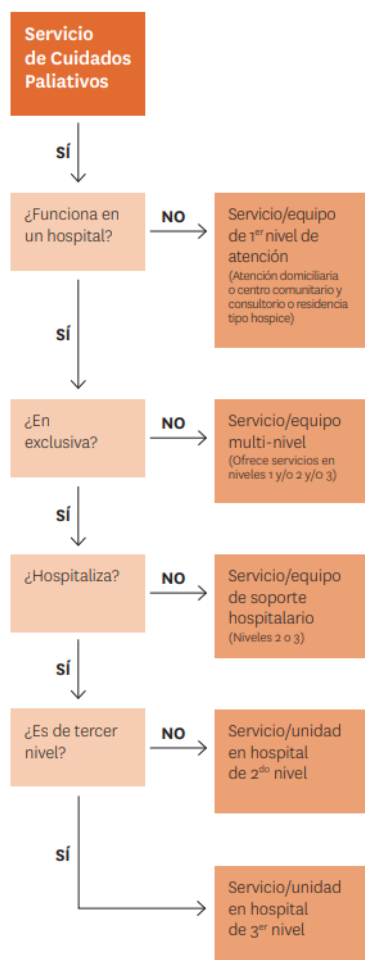 Servicio
de Cuidados
Paliativos
SÍ
¿Funciona en
un hospital?
NO
Servicio/equipo
de 1er nivel de
atención
(Atención domiciliaria
o centro comunitario y
consultorio o residencia
tipo hospice)
SÍ
¿En
exclusiva?
NO
Servicio/equipo
multi-nivel
(Ofrece servicios en
niveles 1 y/o 2 y/o 3)
SÍ
¿Hospitaliza?
NO
Servicio/equipo
de soporte
hospitalario
(Niveles 2 o 3)
SÍ
¿Es de tercer
nivel?
NO
Servicio/unidad
en hospital
de 2do nivel
SÍ
Servicio/unidad
en hospital
de 3er nivel